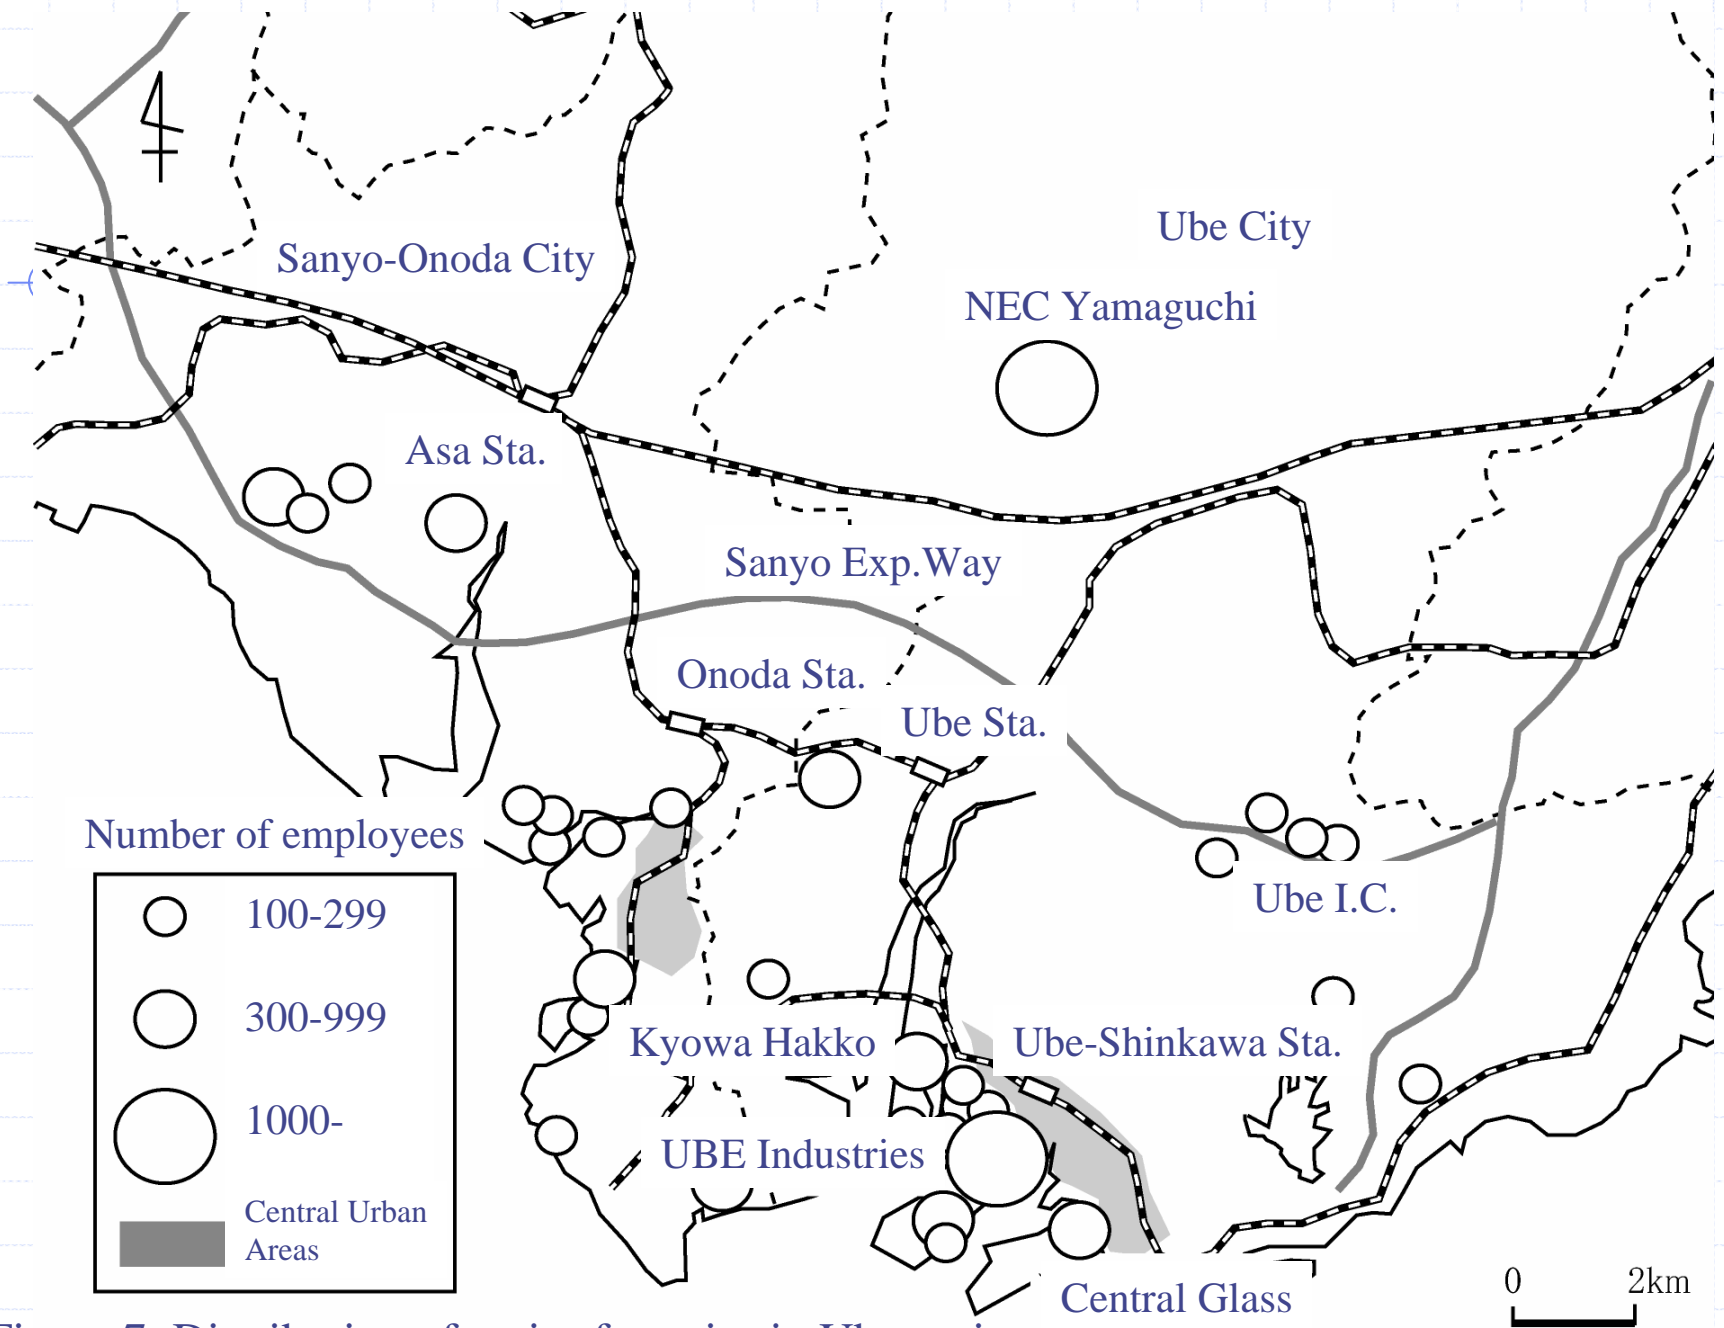 Ube City
Sanyo-Onoda City
NEC Yamaguchi
Asa Sta.
Sanyo Exp.Way
Onoda Sta.
Ube Sta.
Number of employees
100-299
300-999
1000-
Central Urban
Areas
Ube I.C.
Kyowa Hakko
Ube-Shinkawa Sta.
UBE Industries
Central Glass
0 2km